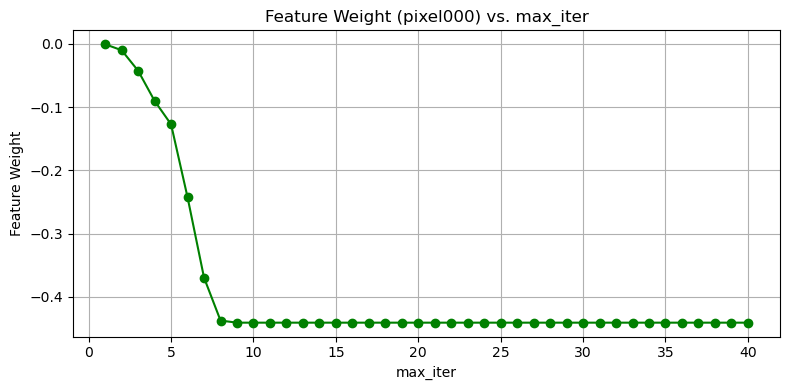 Feature Weight (pixel000) vs. max_iter
Feature Weight
0.0
−0.1
−0.2
−0.3
−0.4
0 5 10 15 20 25 30 35 40
max_iter